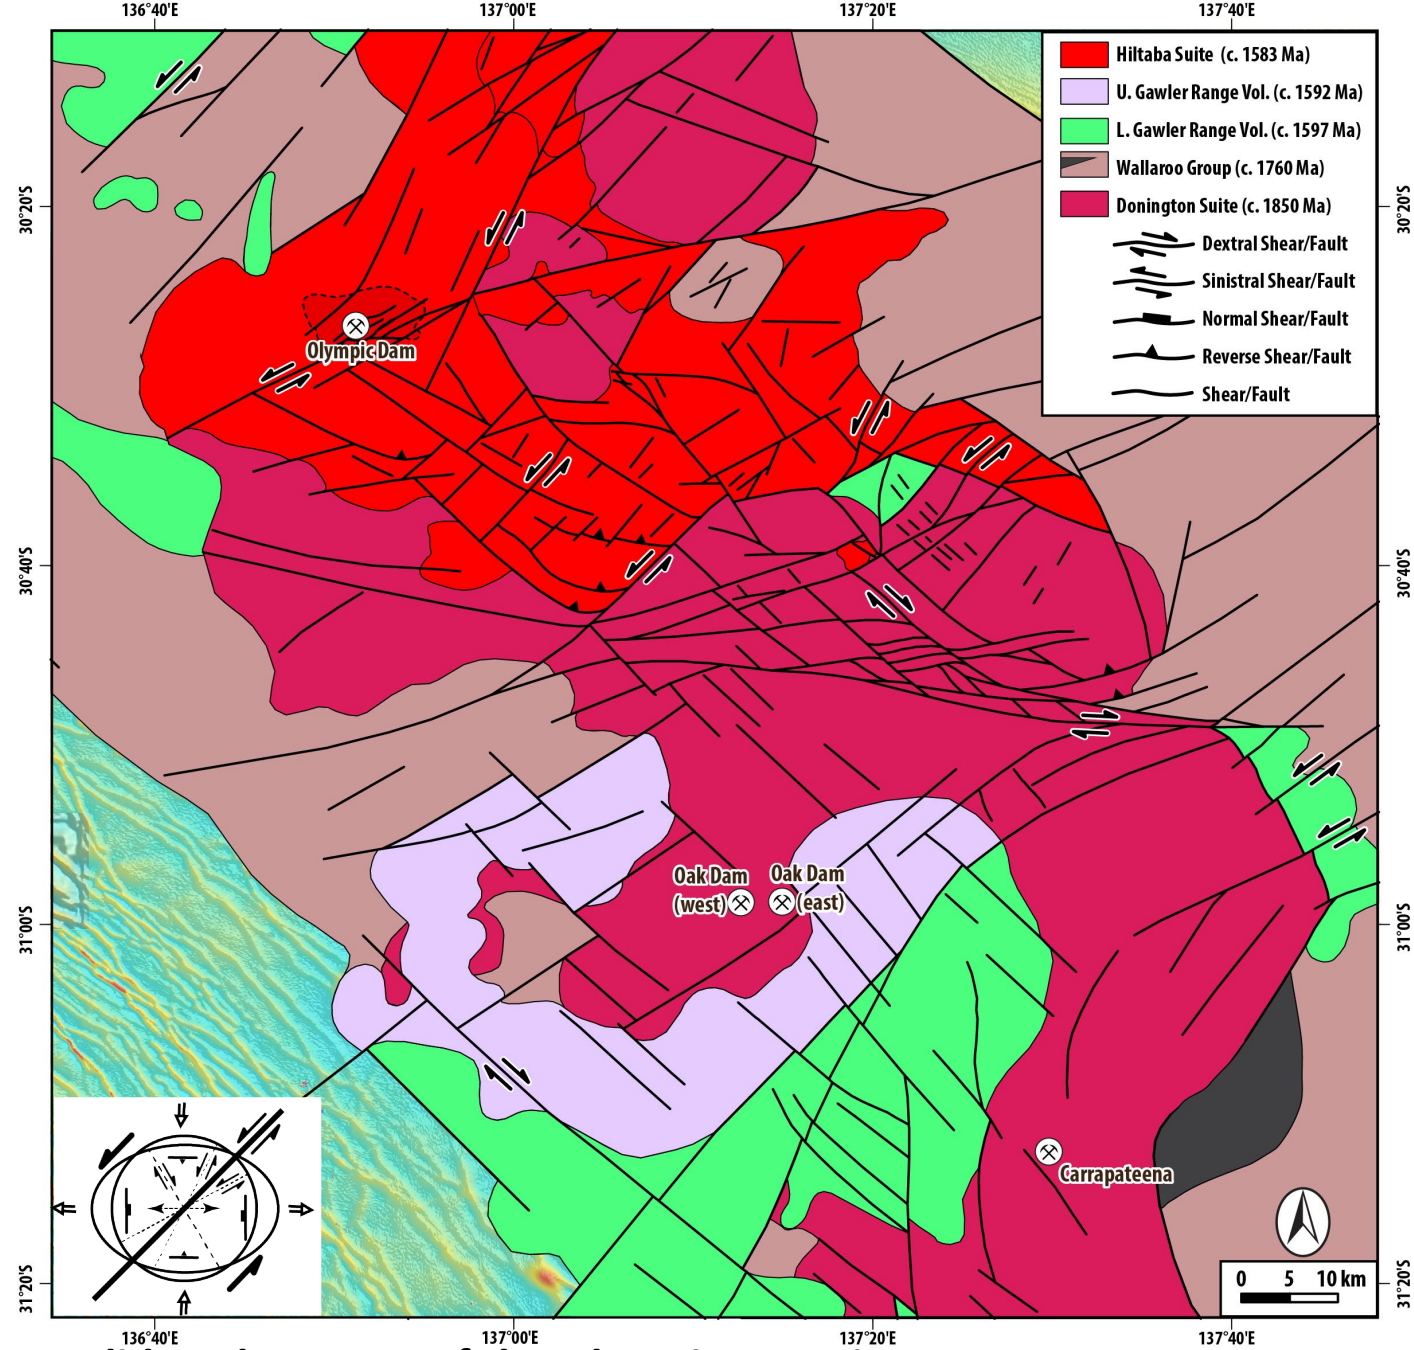 136°40'E 137°00'E 137°20'E 137°40'E
Hiltaba Suite (c. 1583 Ma)
U. Gawler Range Vol. (c. 1592 Ma)
L. Gawler Range Vol. (c. 1597 Ma)
Wallaroo Group (c. 1760 Ma)
Donington Suite (c. 1850 Ma)
Dextral Shear/Fault
Sinistral Shear/Fault
Normal Shear/Fault
Reverse Shear/Fault
Shear/Fault
30°20'S 30°20'S
Olympic Dam
30°40'S 30°40'S
Oak Dam
(west)
Oak Dam
(east)
31°00'S 31°00'S
Carrapateena
31°20'S 31°20'S
0 5 10 km
136°40'E 137°00'E 137°20'E 137°40'E